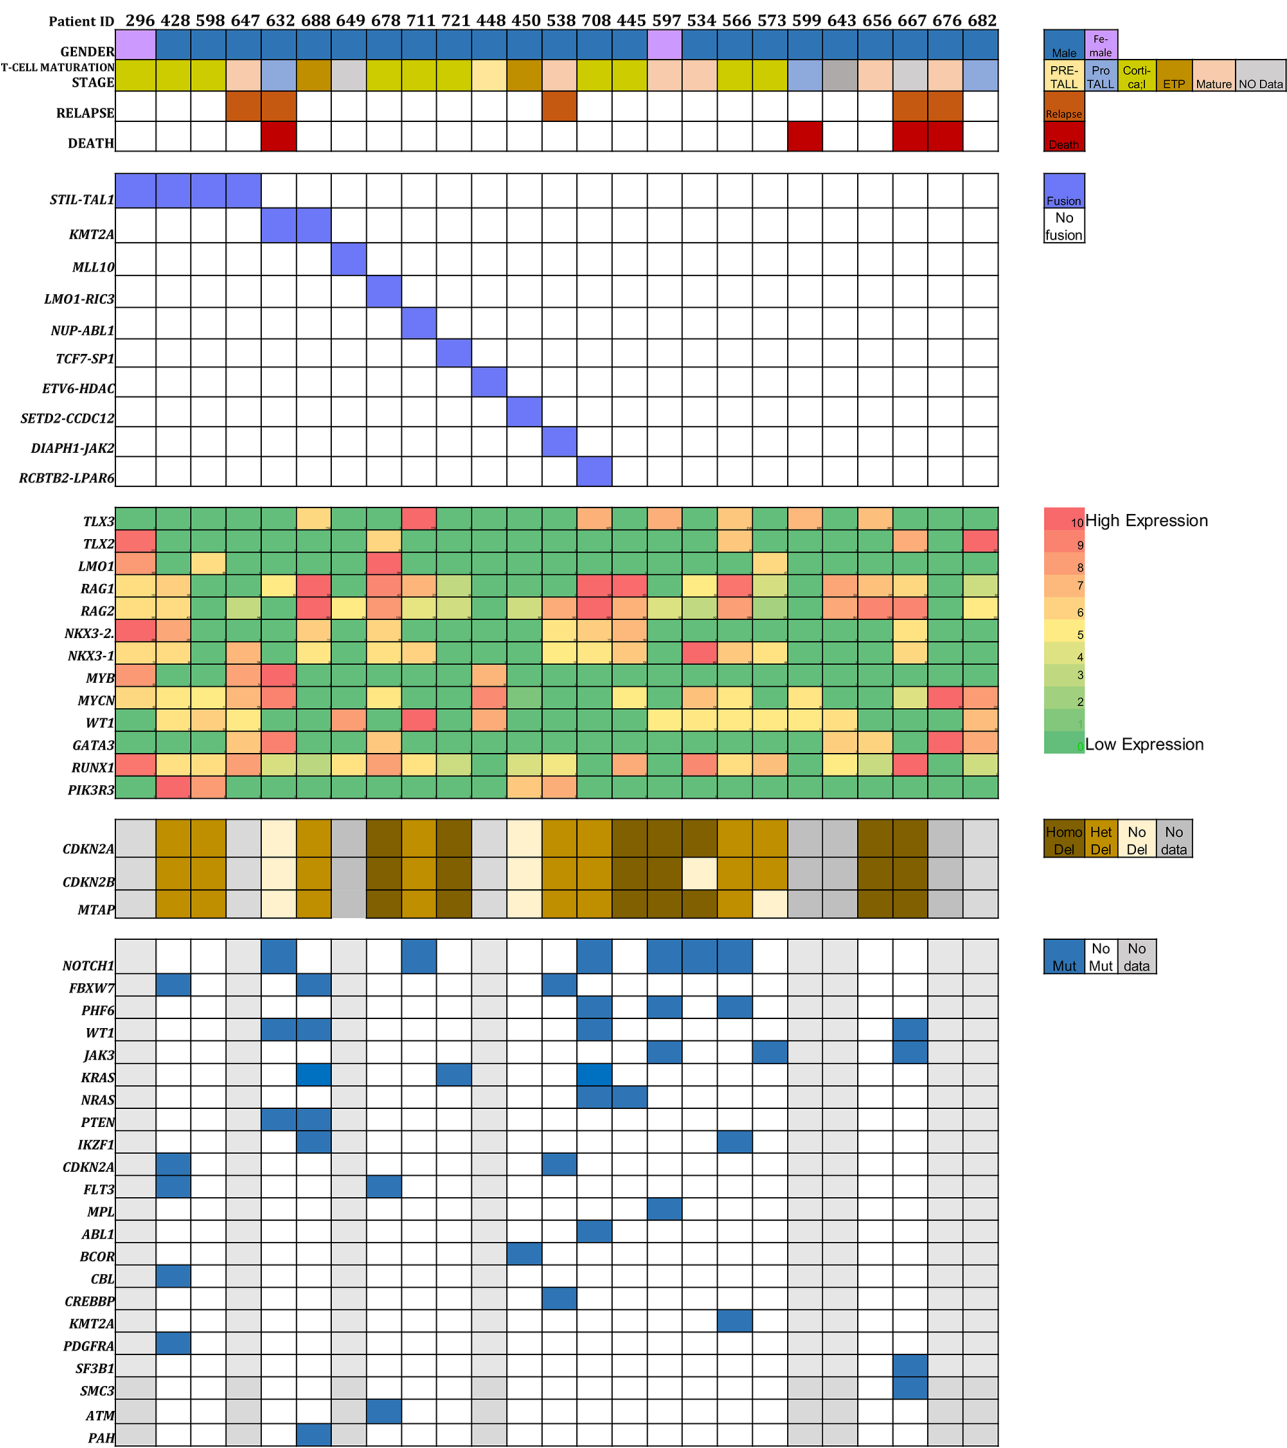 Patient ID 296 428 598 647 632 688 649 678 711 721 448 450 538 708 445 597 534 566 573 599 643 656 667 676 682
GENDER
Male
Fe-
male
T-CELL MATURATION
STAGE
PRE-
TALL
Pro
TALL
Corti-
ca;l
ETP
Mature
NO Data
RELAPSE
Relapse
DEATH
Death
STIL-TAL1
Fusion
KMT2A
No
fusion
MLL10
LMO1-RIC3
NUP-ABL1
TCF7-SP1
ETV6-HDAC
SETD2-CCDC12
DIAPH1-JAK2
RCBTB2-LPAR6
TLX3
TLX2
LMO1
RAG1
RAG2
NKX3-2.
NKX3-1
MYB
MYCN
WT1
GATA3
RUNX1
PIK3R3
10 High Expression
9
8
7
6
5
4
3
2
1
0 Low Expression
CDKN2A
CDKN2B
MTAP
Homo
Del
Het
Del
No
Del
No
data
NOTCH1
Mut
No
Mut
No
data
FBXW7
PHF6
WT1
JAK3
KRAS
NRAS
PTEN
IKZF1
CDKN2A
FLT3
MPL
ABL1
BCOR
CBL
CREBBP
KMT2A
PDGFRA
SF3B1
SMC3
ATM
PAH